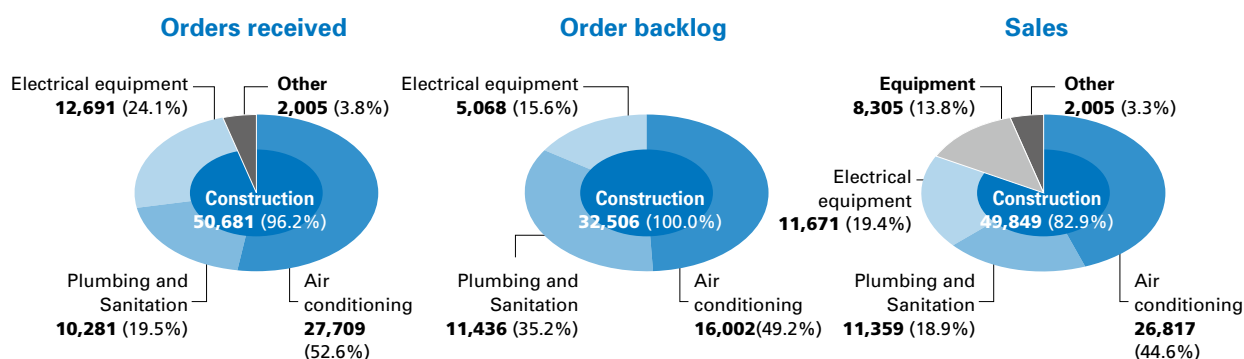 Orders received
Electrical equipment
12,691 (24.1%)
Other
2,005 (3.8%)
Construction
50,681 (96.2%)
Plumbing and
Sanitation
10,281 (19.5%)
Air
conditioning
27,709
(52.6%)
Order backlog
Electrical equipment
5,068 (15.6%)
Construction
32,506 (100.0%)
Plumbing and
Sanitation
11,436 (35.2%)
Air
conditioning
16,002(49.2%)
Sales
Equipment
8,305 (13.8%)
Other
2,005 (3.3%)
Electrical
equipment
11,671 (19.4%)
Construction
49,849 (82.9%)
Plumbing and
Sanitation
11,359 (18.9%)
Air
conditioning
26,817
(44.6%)